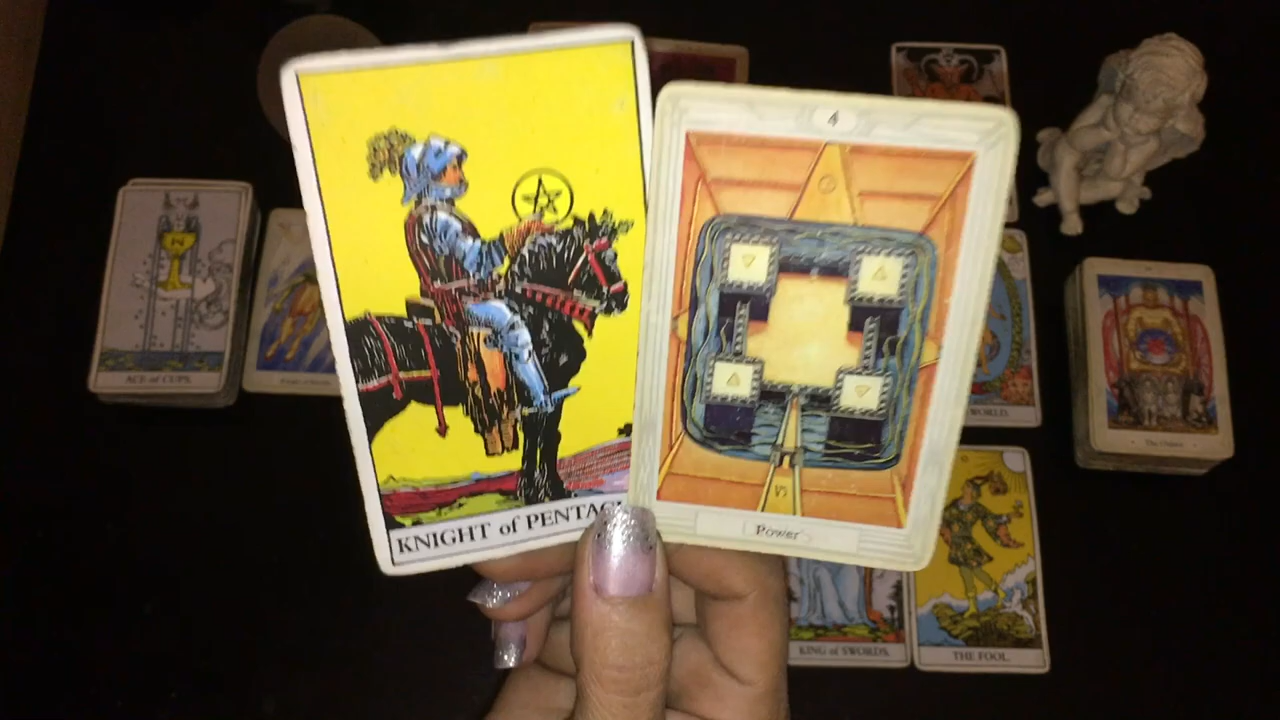 KNIGHT of PENTAC
4
Power
ACE of CUPS.
WORLD.
KING of SWORDS.
THE FOOL.